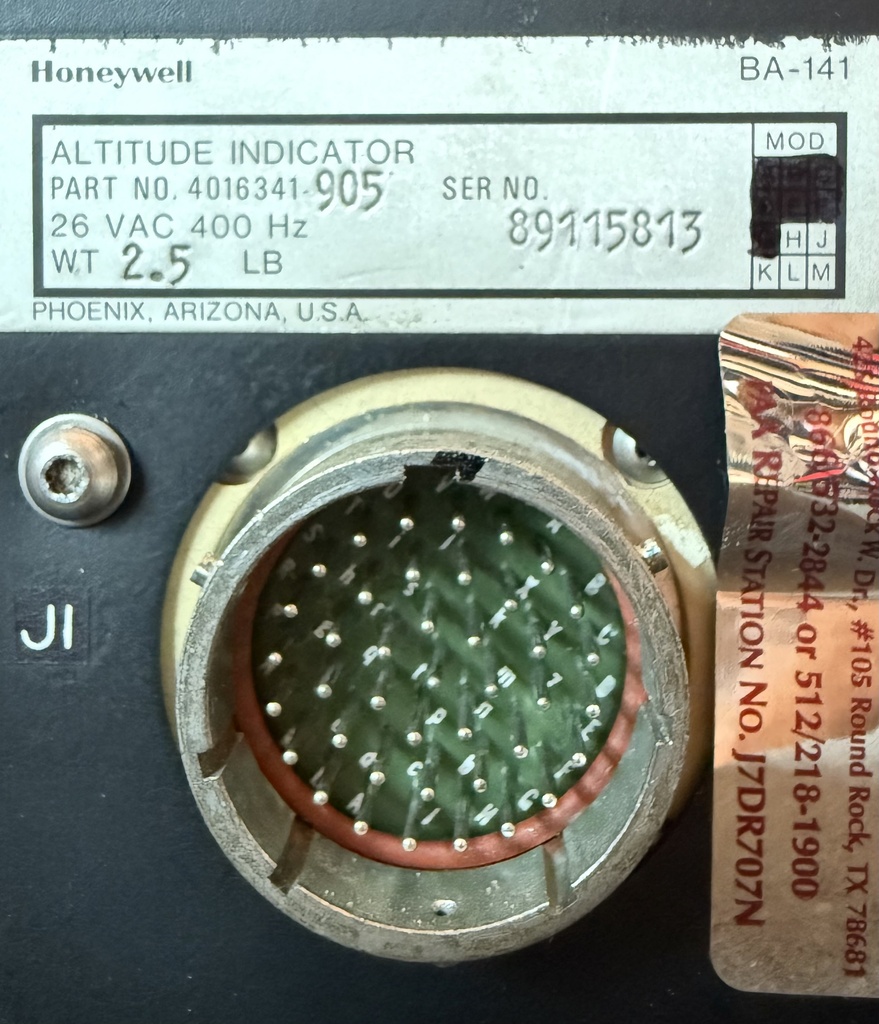 Honeywell
BA-141
ALTITUDE INDICATOR
PART NO. 4016341-905
SER NO. 89115813
26 VAC 400 Hz
WT 2.5 LB
MOD
H J
K L M
PHOENIX, ARIZONA, U.S.A.
J1
W. Dr., #105 Round Rock, TX 78681
332-2844 or 512/218-1900
REPAIR STATION NO. J7DR707N